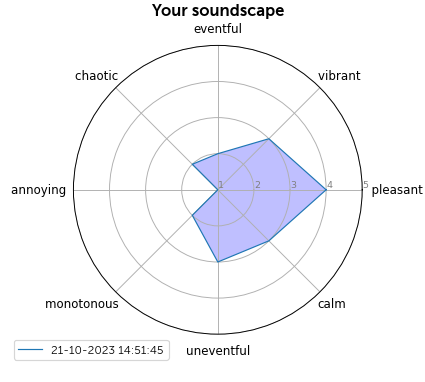 Your soundscape
eventful
chaotic
vibrant
annoying
1
2
3
4
5
pleasant
monotonous
calm
uneventful
21-10-2023 14:51:45